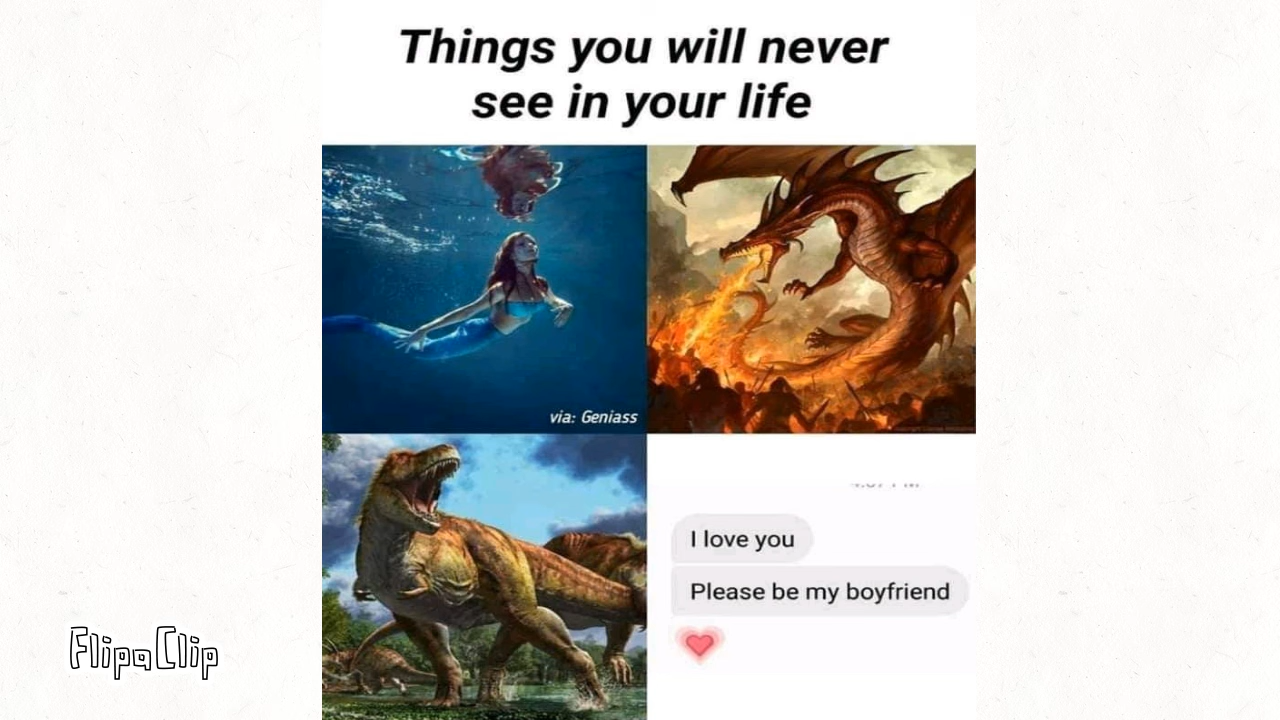 Things you will never
see in your life
via: Geniass
I love you
Please be my boyfriend
FlipaClip